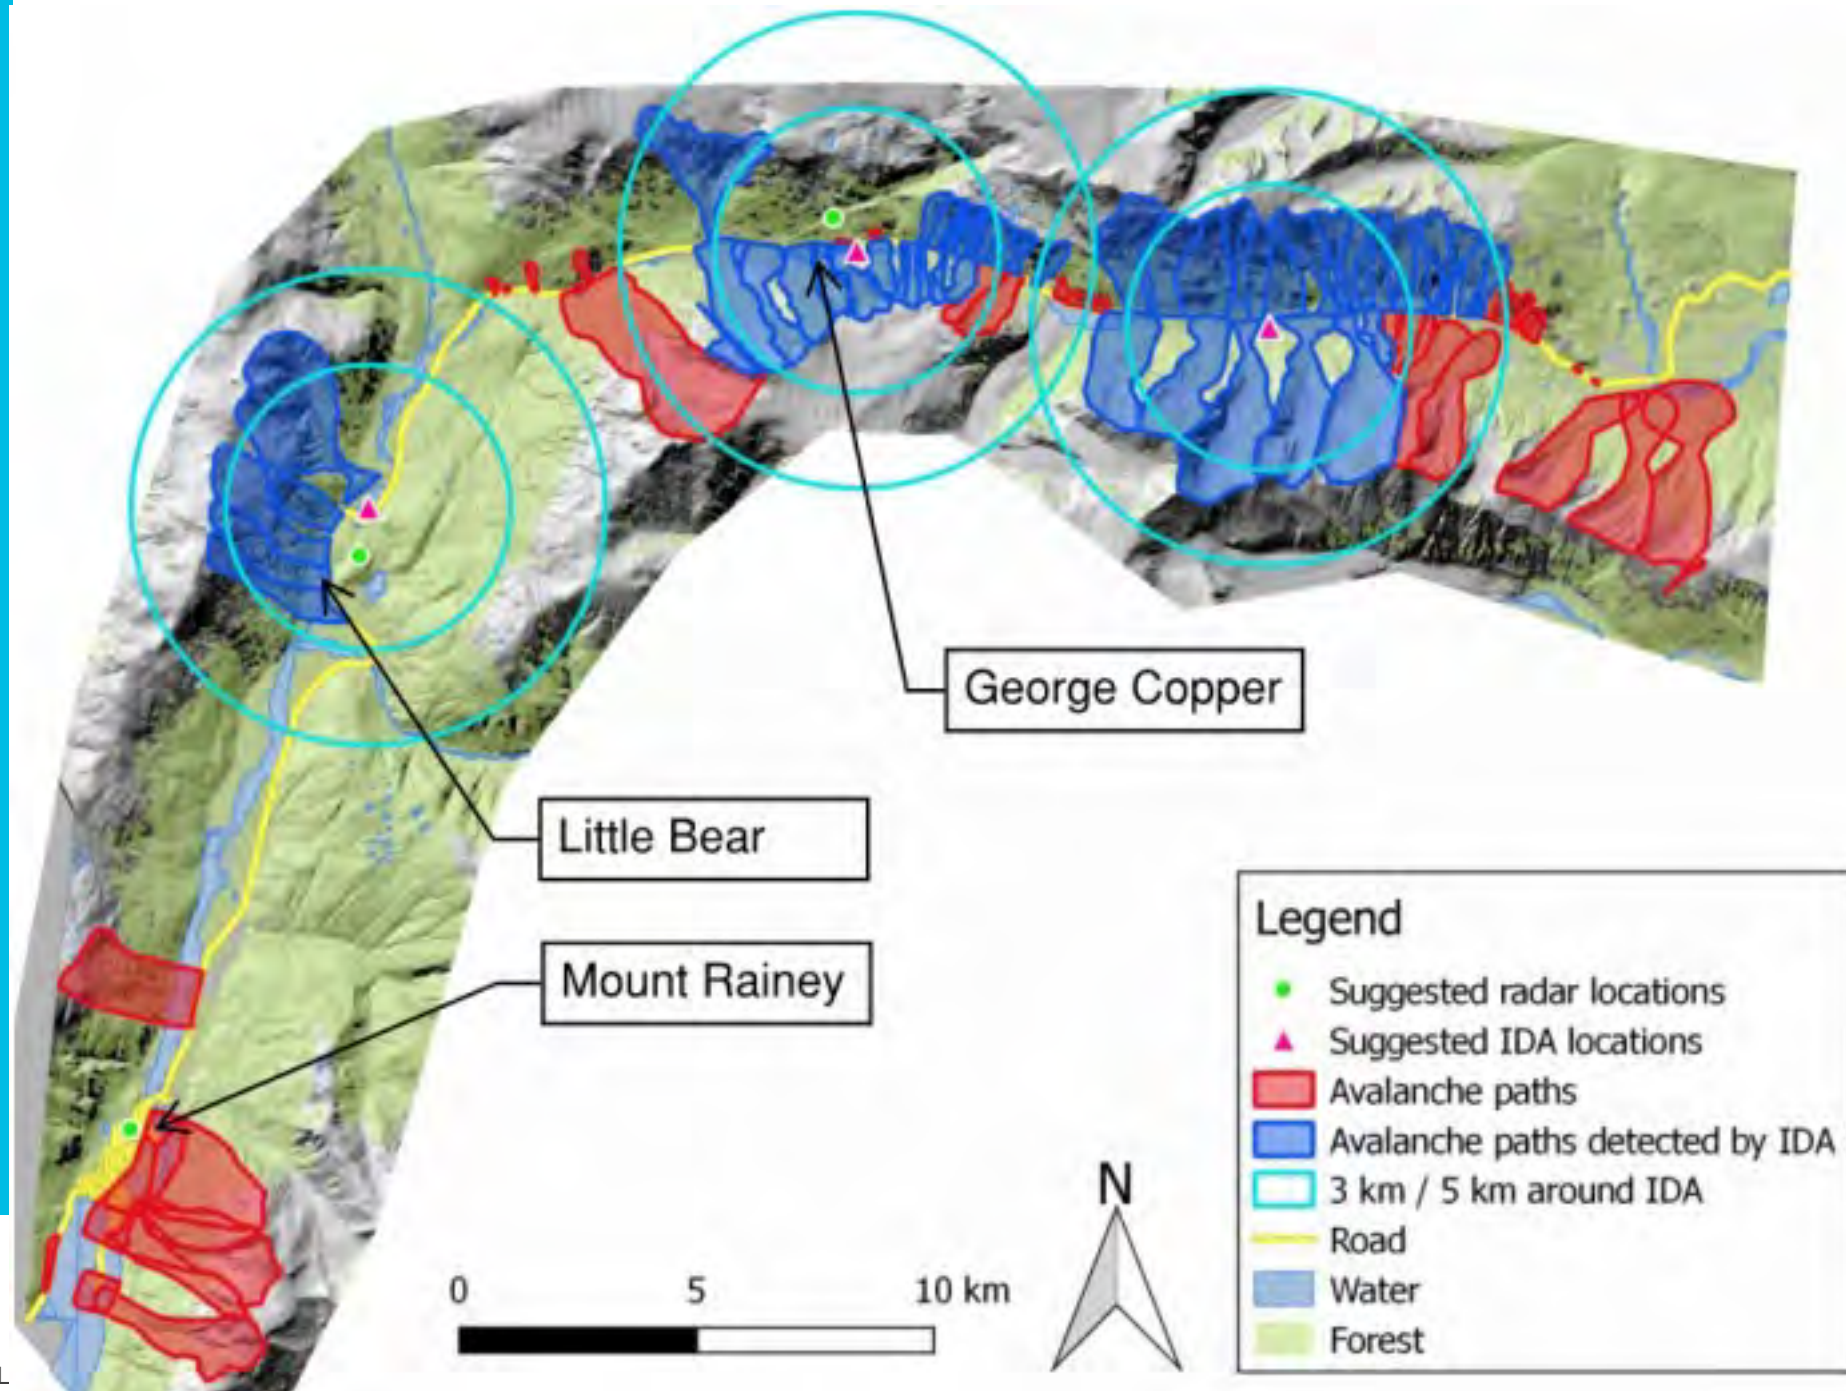 George Copper
Little Bear
Mount Rainey
0 5 10 km
N
Legend
Suggested radar locations
Suggested IDA locations
Avalanche paths
Avalanche paths detected by IDA
3 km / 5 km around IDA
Road
Water
Forest